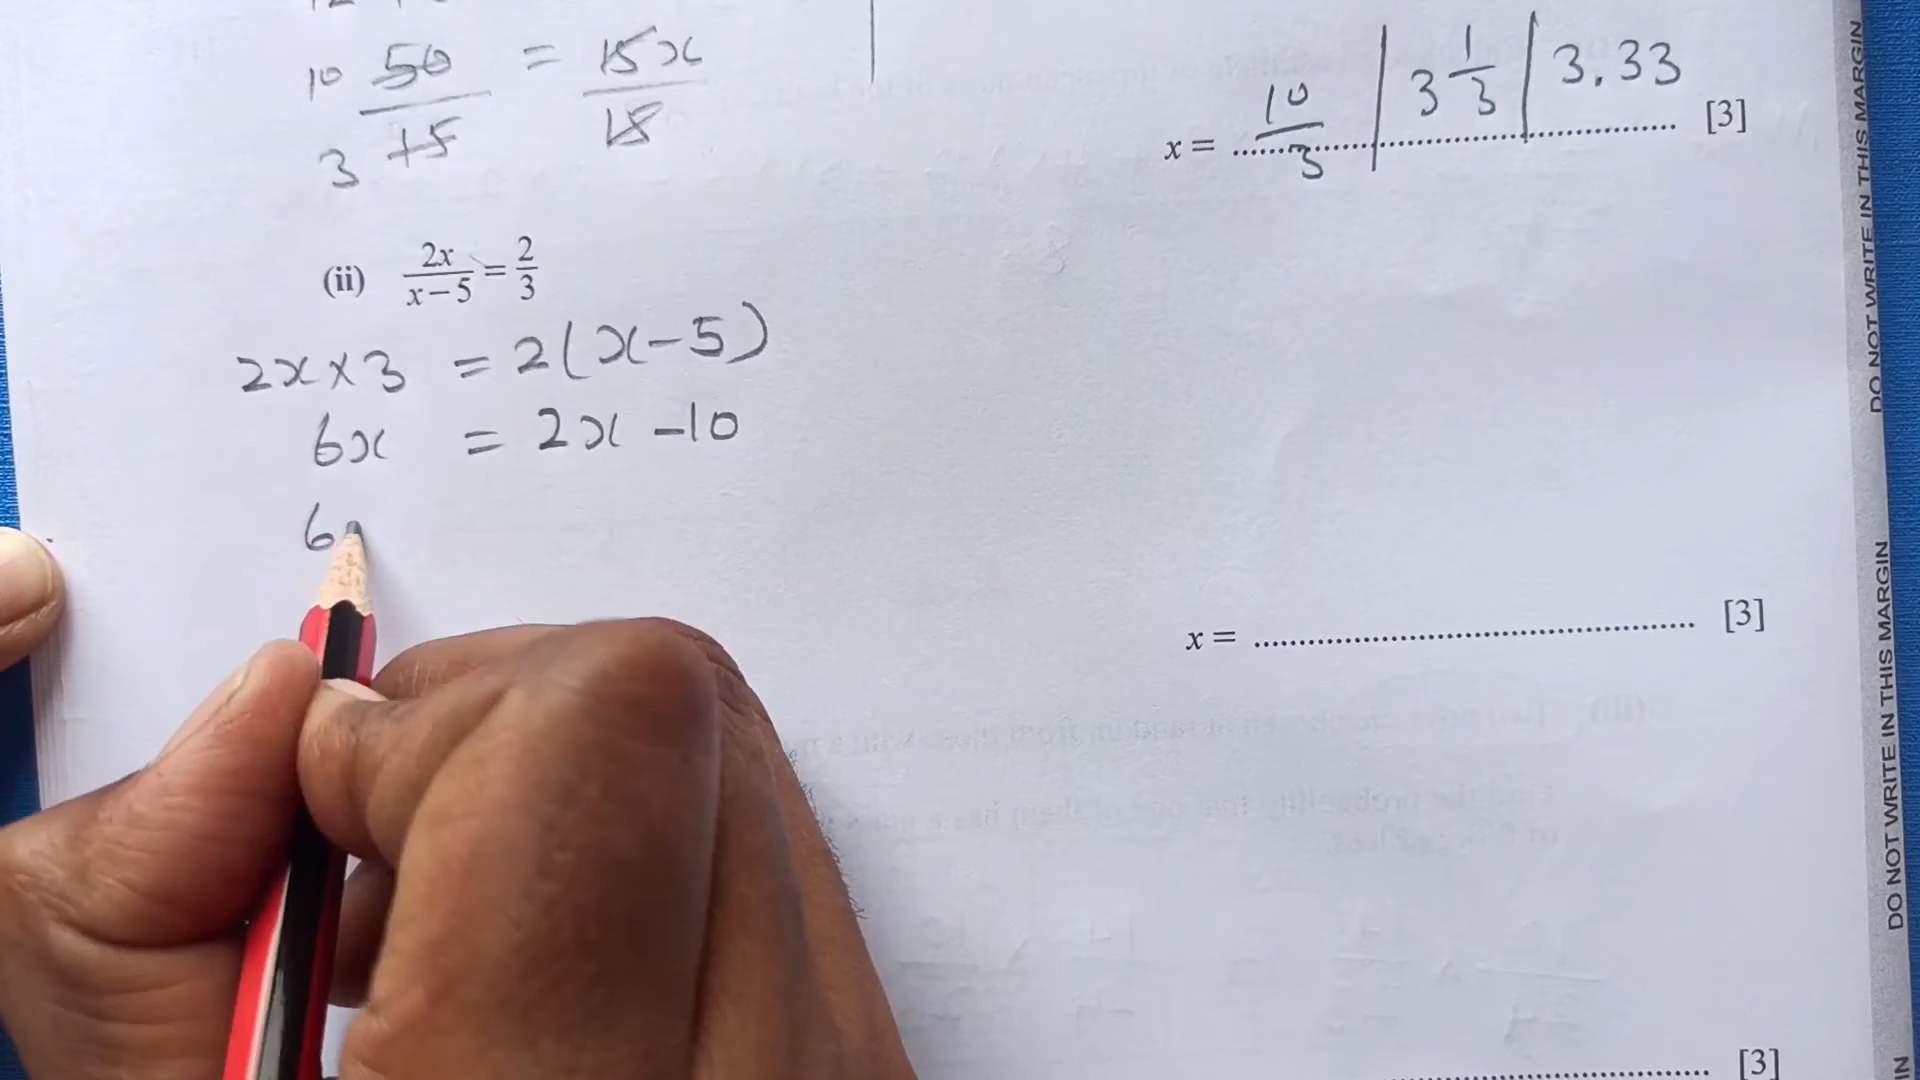 10 50 = 15x
3 15 15
x = 10/3 | 3 1/3 | 3.33 [3]
(ii) 2x/x−5 = 2/3
2x × 3 = 2(x−5)
6x = 2x −10
6
x = [3]
[3]
DO NOT WRITE IN THIS MARGIN
DO NOT WRITE IN THIS MARGIN